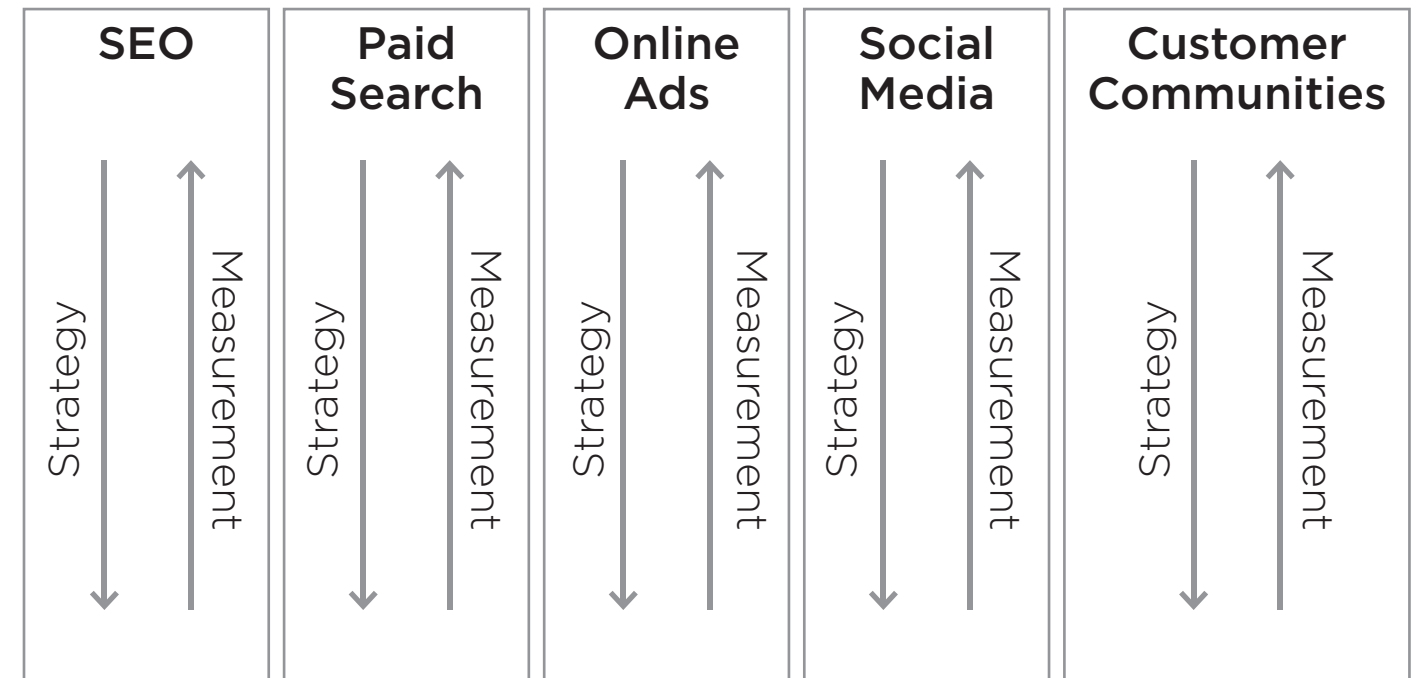 SEO
Strategy
Measurement
Paid
Search
Strategy
Measurement
Online
Ads
Strategy
Measurement
Social
Media
Strategy
Measurement
Customer
Communities
Strategy
Measurement